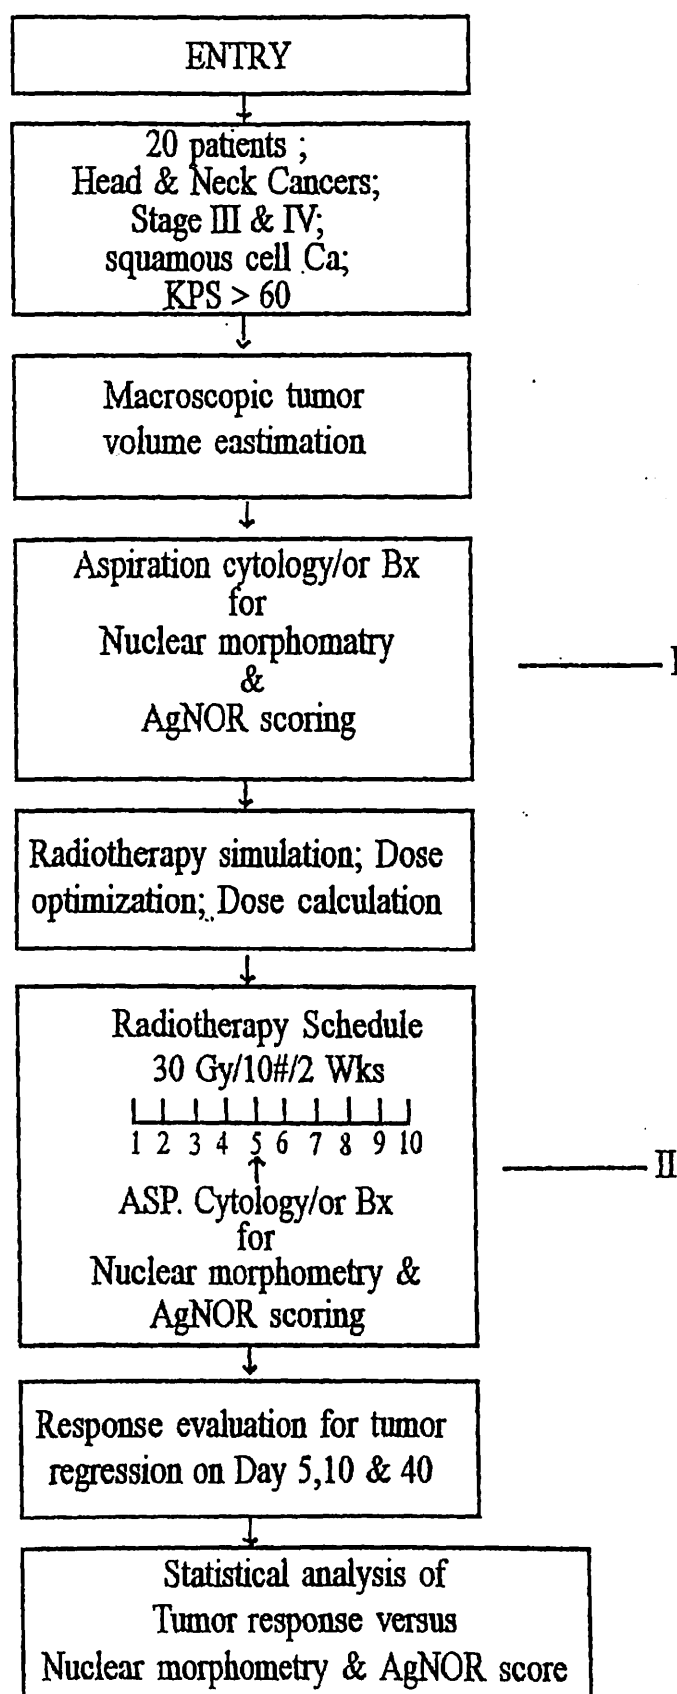 ENTRY
20 patients ;
Head & Neck Cancers;
Stage III & IV;
squamous cell Ca;
KPS > 60
Macroscopic tumor
volume eastimation
Aspiration cytology/or Bx
for
Nuclear morphomatry
&
AgNOR scoring
I
Radiotherapy simulation; Dose
optimization; Dose calculation
Radiotherapy Schedule
30 Gy/10#/2 Wks
1 2 3 4 5 6 7 8 9 10
II
ASP. Cytology/or Bx
for
Nuclear morphometry &
AgNOR scoring
Response evaluation for tumor
regression on Day 5,10 & 40
Statistical analysis of
Tumor response versus
Nuclear morphometry & AgNOR score